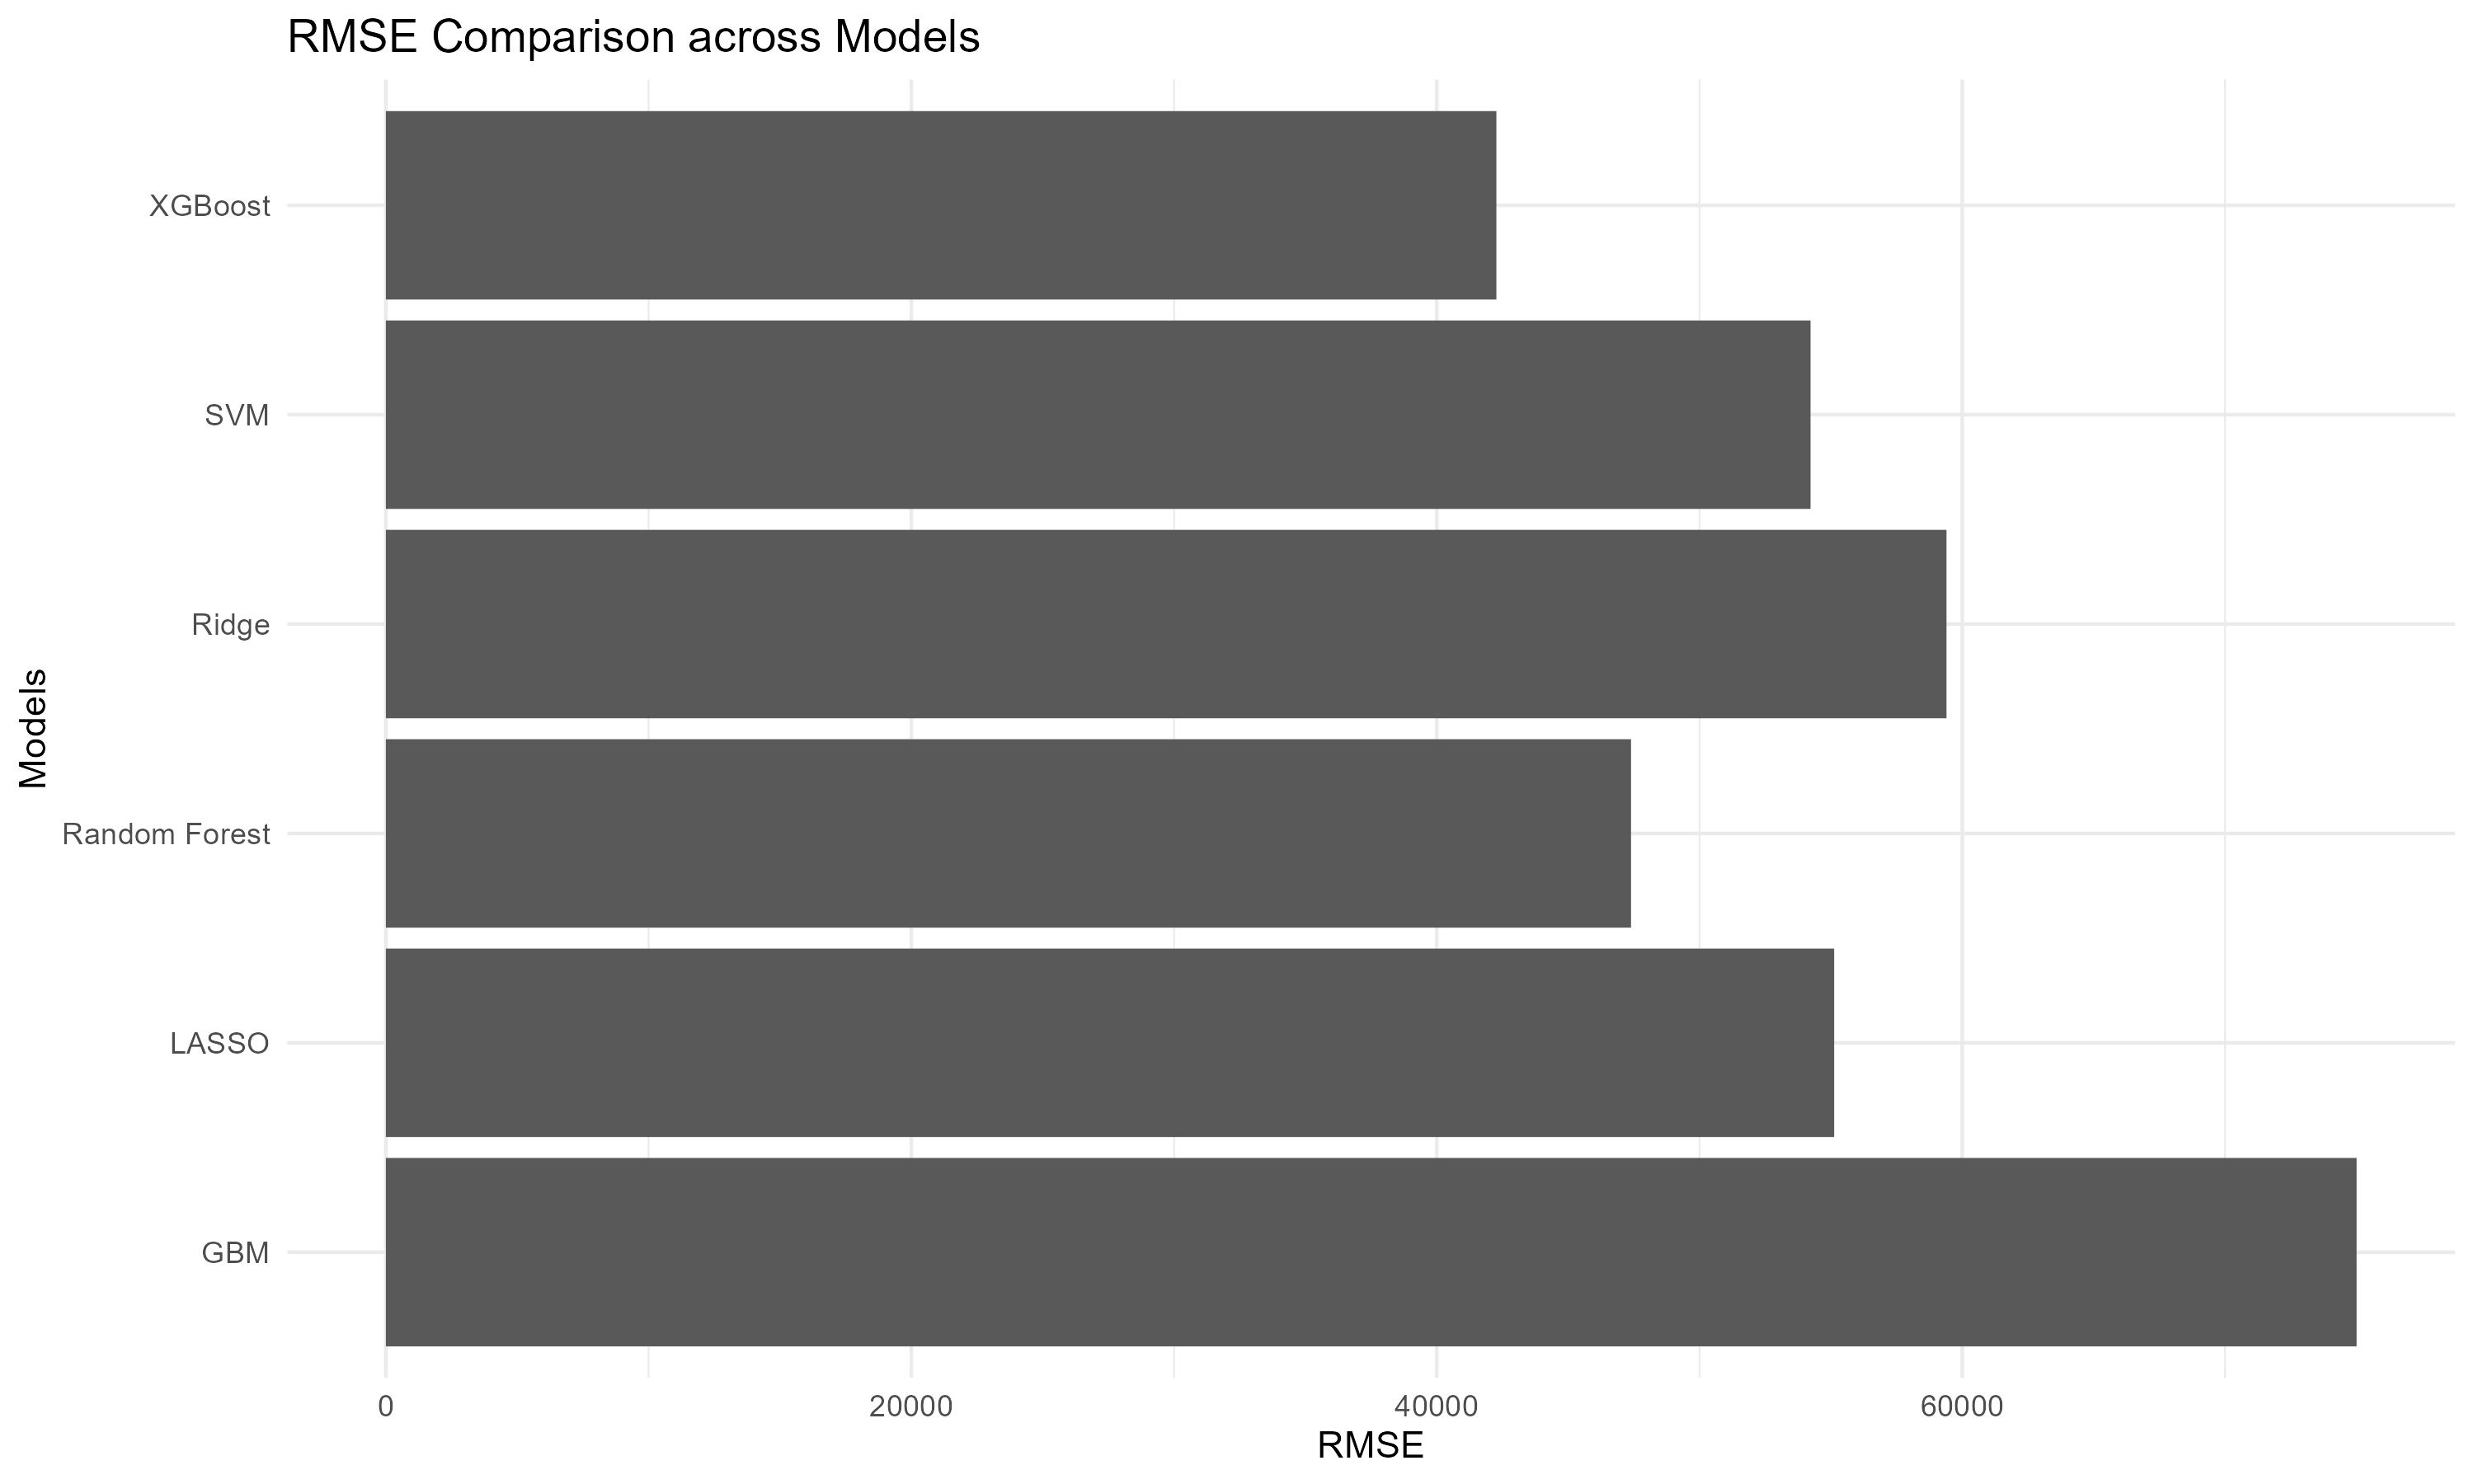 RMSE Comparison across Models
Models
XGBoost
SVM
Ridge
Random Forest
LASSO
GBM
0 20000 40000 60000
RMSE